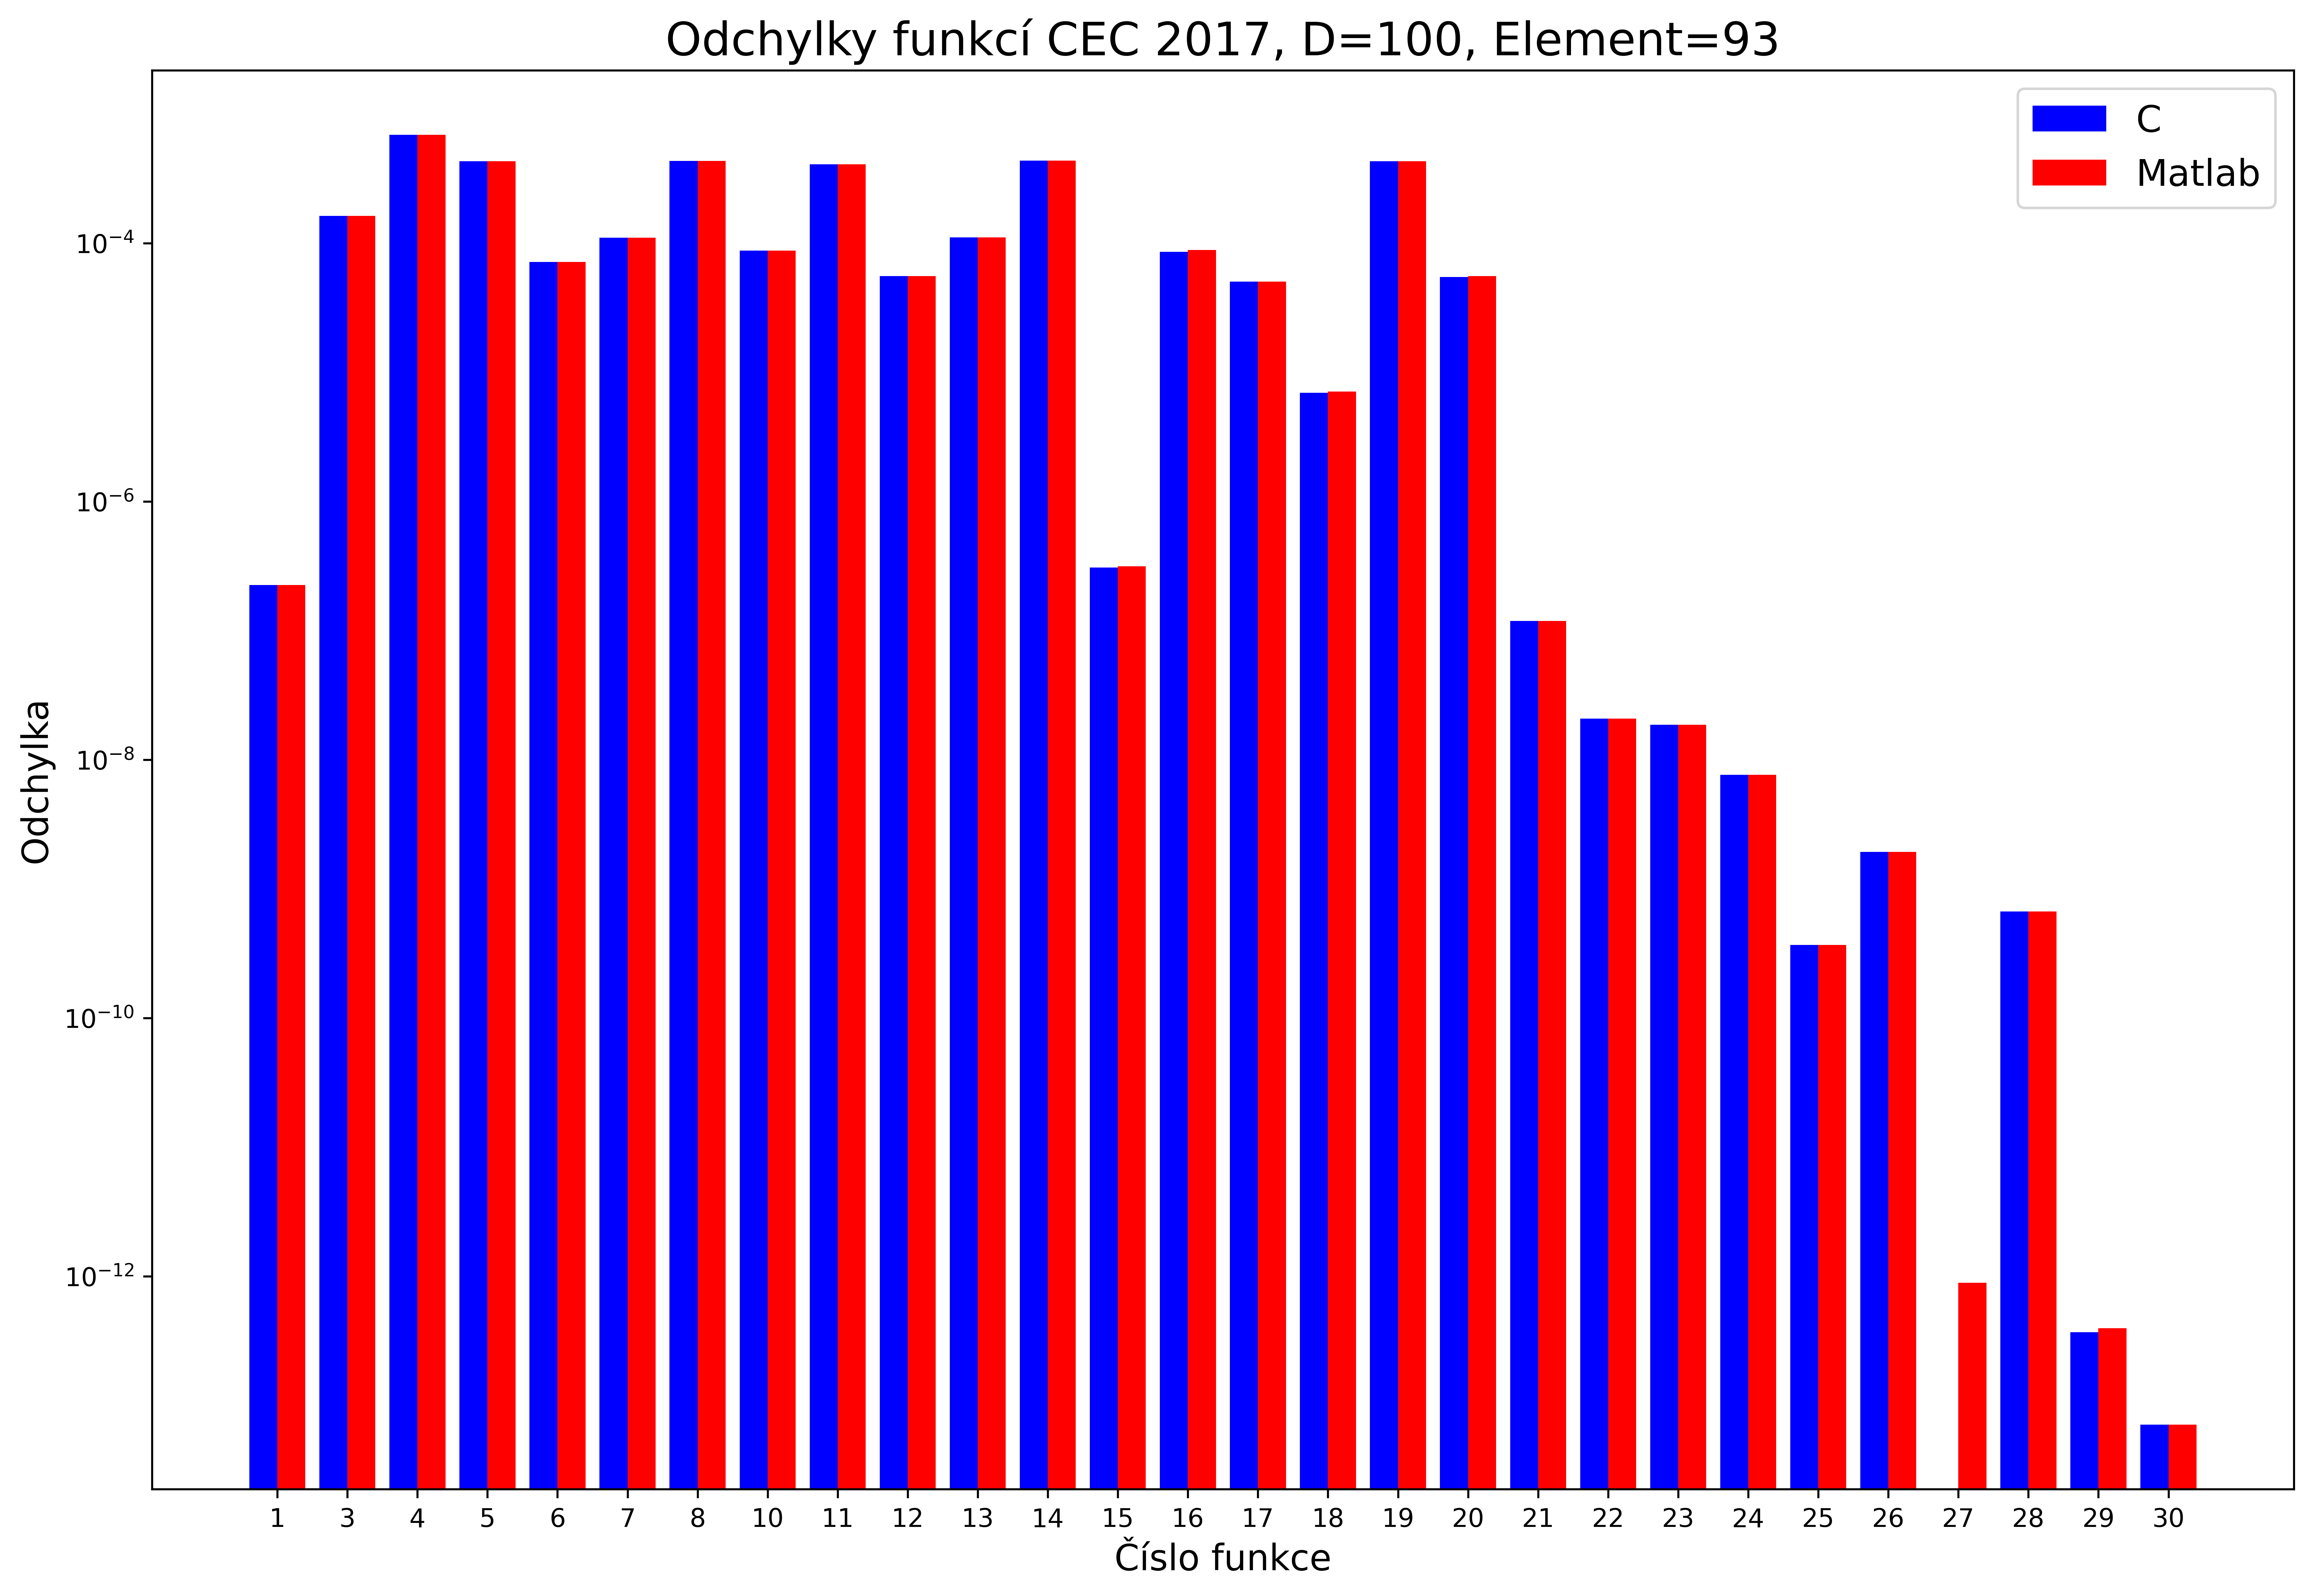 Odchylky funkcí CEC 2017, D=100, Element=93
C
Matlab
Odchylka
10⁻⁴
10⁻⁶
10⁻⁸
10⁻¹⁰
10⁻¹²
1 3 4 5 6 7 8 10 11 12 13 14 15 16 17 18 19 20 21 22 23 24 25 26 27 28 29 30
Číslo funkce